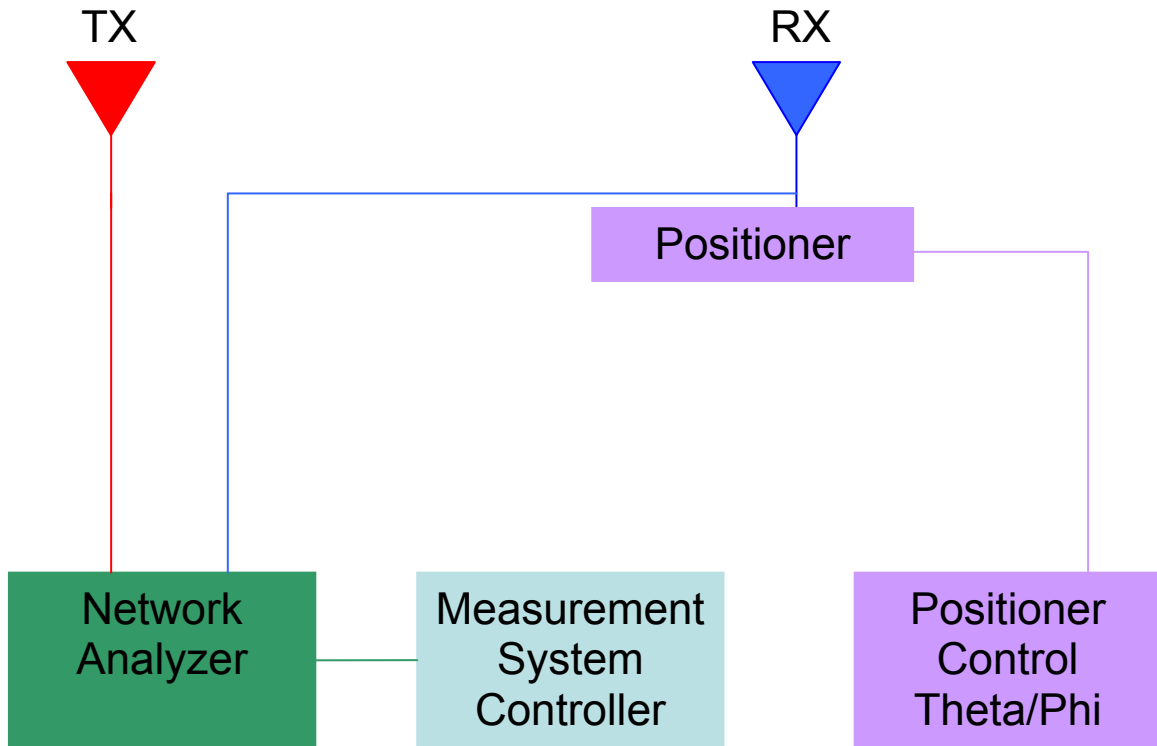 TX
RX
Positioner
Network
Analyzer
Measurement
System
Controller
Positioner
Control
Theta/Phi